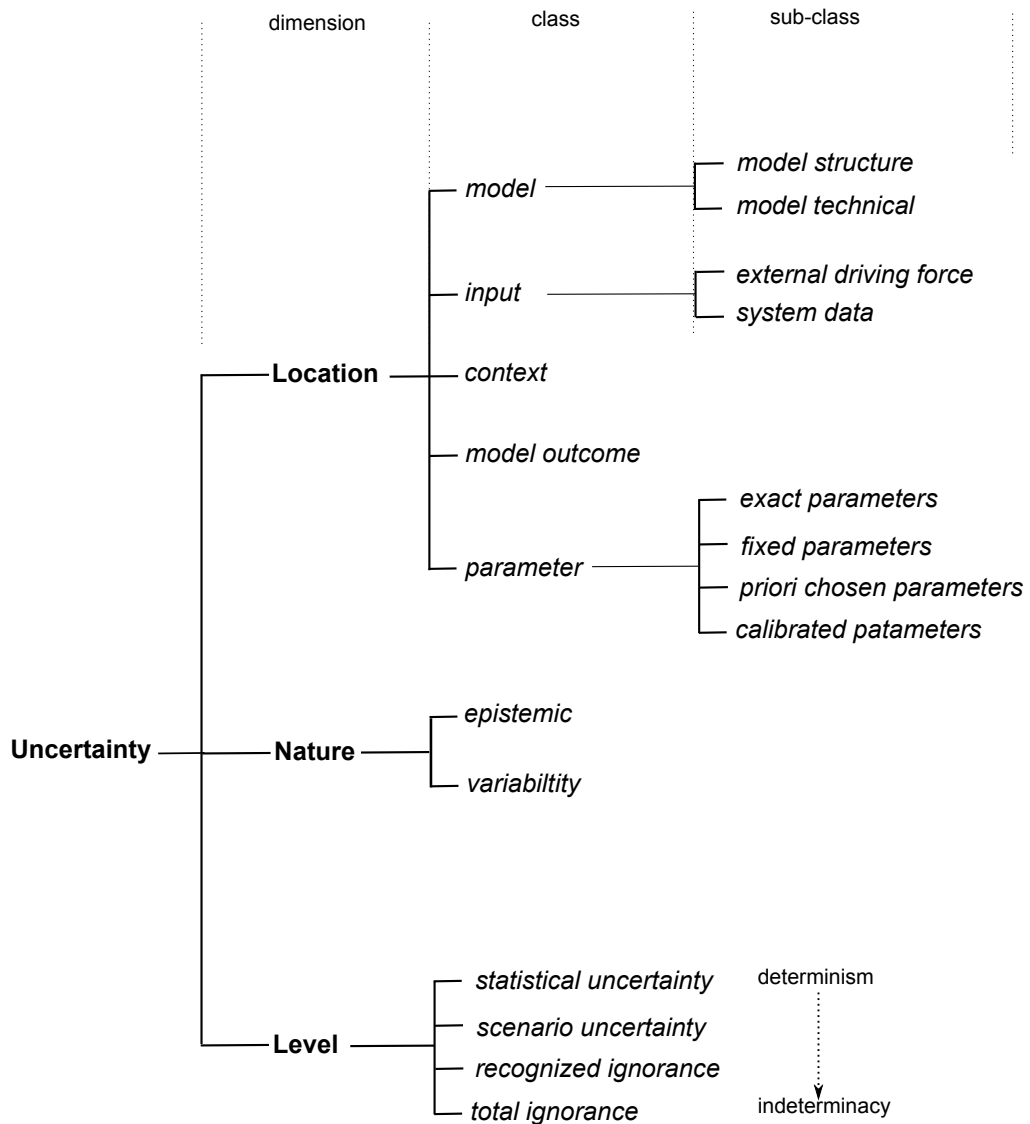 dimension class sub-class
model
model structure
model technical
input
external driving force
system data
Location
context
model outcome
parameter
exact parameters
fixed parameters
priori chosen parameters
calibrated patameters
Uncertainty
Nature
epistemic
variabiltity
Level
statistical uncertainty
scenario uncertainty
recognized ignorance
total ignorance
determinism
indeterminacy